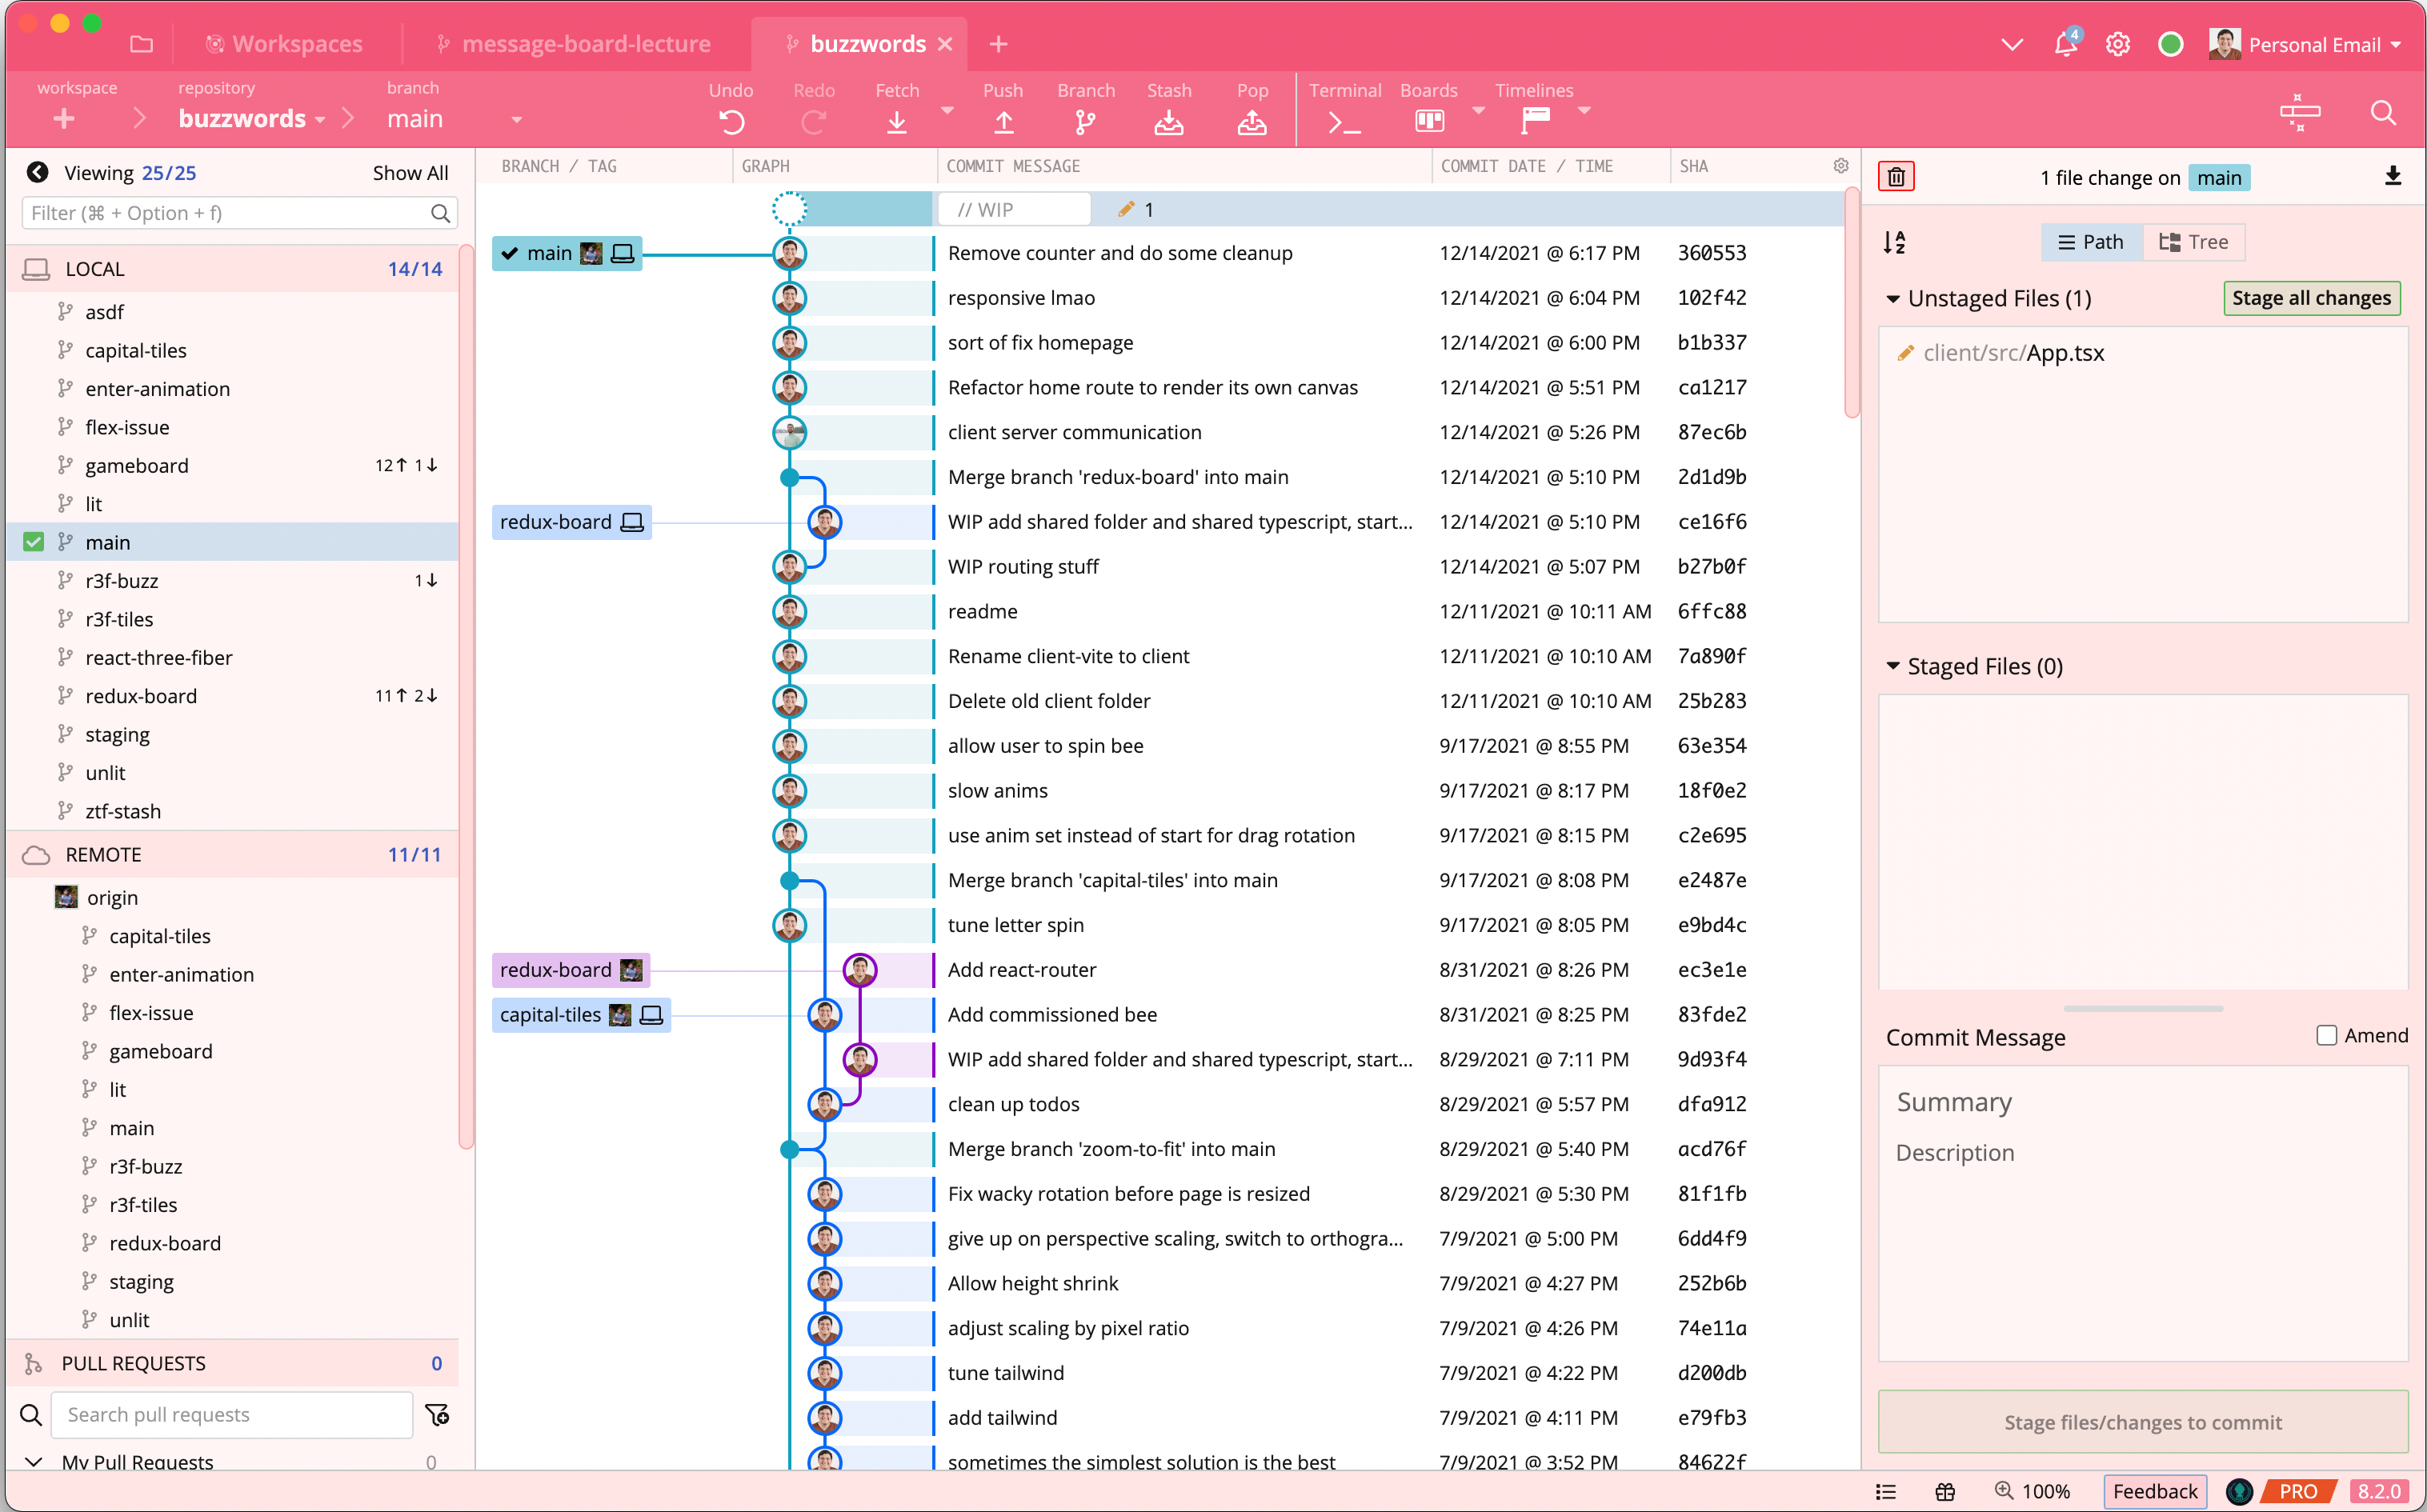 Workspaces
message-board-lecture
buzzwords
4
Personal Email
workspace
repository
buzzwords
branch
main
Undo
Redo
Fetch
Push
Branch
Stash
Pop
Terminal
Boards
Timelines
Viewing 25/25
Show All
Filter (⌘ + Option + f)
LOCAL 14/14
asdf
capital-tiles
enter-animation
flex-issue
gameboard 12↑ 1↓
lit
main
r3f-buzz 1↓
r3f-tiles
react-three-fiber
redux-board 11↑ 2↓
staging
unlit
ztf-stash
REMOTE 11/11
origin
capital-tiles
enter-animation
flex-issue
gameboard
lit
main
r3f-buzz
r3f-tiles
redux-board
staging
unlit
PULL REQUESTS 0
Search pull requests
My Pull Requests 0
BRANCH / TAG GRAPH COMMIT MESSAGE COMMIT DATE / TIME SHA
// WIP 1
main Remove counter and do some cleanup 12/14/2021 @ 6:17 PM 360553
responsive lmao 12/14/2021 @ 6:04 PM 102f42
sort of fix homepage 12/14/2021 @ 6:00 PM b1b337
Refactor home route to render its own canvas 12/14/2021 @ 5:51 PM ca1217
client server communication 12/14/2021 @ 5:26 PM 87ec6b
Merge branch 'redux-board' into main 12/14/2021 @ 5:10 PM 2d1d9b
redux-board WIP add shared folder and shared typescript, start... 12/14/2021 @ 5:10 PM ce16f6
WIP routing stuff 12/14/2021 @ 5:07 PM b27b0f
readme 12/11/2021 @ 10:11 AM 6ffc88
Rename client-vite to client 12/11/2021 @ 10:10 AM 7a890f
Delete old client folder 12/11/2021 @ 10:10 AM 25b283
allow user to spin bee 9/17/2021 @ 8:55 PM 63e354
slow anims 9/17/2021 @ 8:17 PM 18f0e2
use anim set instead of start for drag rotation 9/17/2021 @ 8:15 PM c2e695
Merge branch 'capital-tiles' into main 9/17/2021 @ 8:08 PM e2487e
tune letter spin 9/17/2021 @ 8:05 PM e9bd4c
redux-board Add react-router 8/31/2021 @ 8:26 PM ec3e1e
capital-tiles Add commissioned bee 8/31/2021 @ 8:25 PM 83fde2
WIP add shared folder and shared typescript, start... 8/29/2021 @ 7:11 PM 9d93f4
clean up todos 8/29/2021 @ 5:57 PM dfa912
Merge branch 'zoom-to-fit' into main 8/29/2021 @ 5:40 PM acd76f
Fix wacky rotation before page is resized 8/29/2021 @ 5:30 PM 81f1fb
give up on perspective scaling, switch to orthogra... 7/9/2021 @ 5:00 PM 6dd4f9
Allow height shrink 7/9/2021 @ 4:27 PM 252b6b
adjust scaling by pixel ratio 7/9/2021 @ 4:26 PM 74e11a
tune tailwind 7/9/2021 @ 4:22 PM d200db
add tailwind 7/9/2021 @ 4:11 PM e79fb3
sometimes the simplest solution is the best 7/9/2021 @ 3:52 PM 84622f
1 file change on main
A
Z
Path
Tree
Unstaged Files (1)
Stage all changes
client/src/App.tsx
Staged Files (0)
Commit Message
Amend
Summary
Description
Stage files/changes to commit
100%
Feedback
PRO
8.2.0